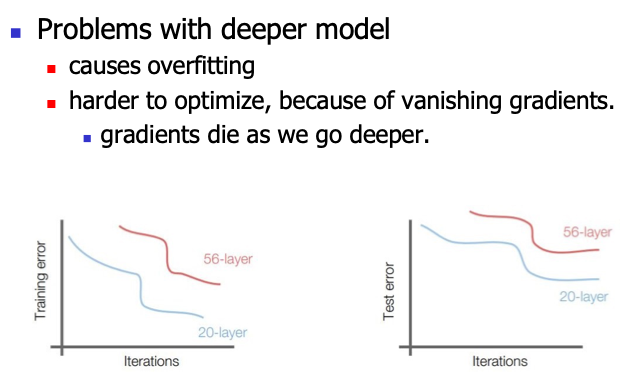 Problems with deeper model
causes overfitting
harder to optimize, because of vanishing gradients.
gradients die as we go deeper.
Training error
56-layer
20-layer
Iterations
Test error
56-layer
20-layer
Iterations